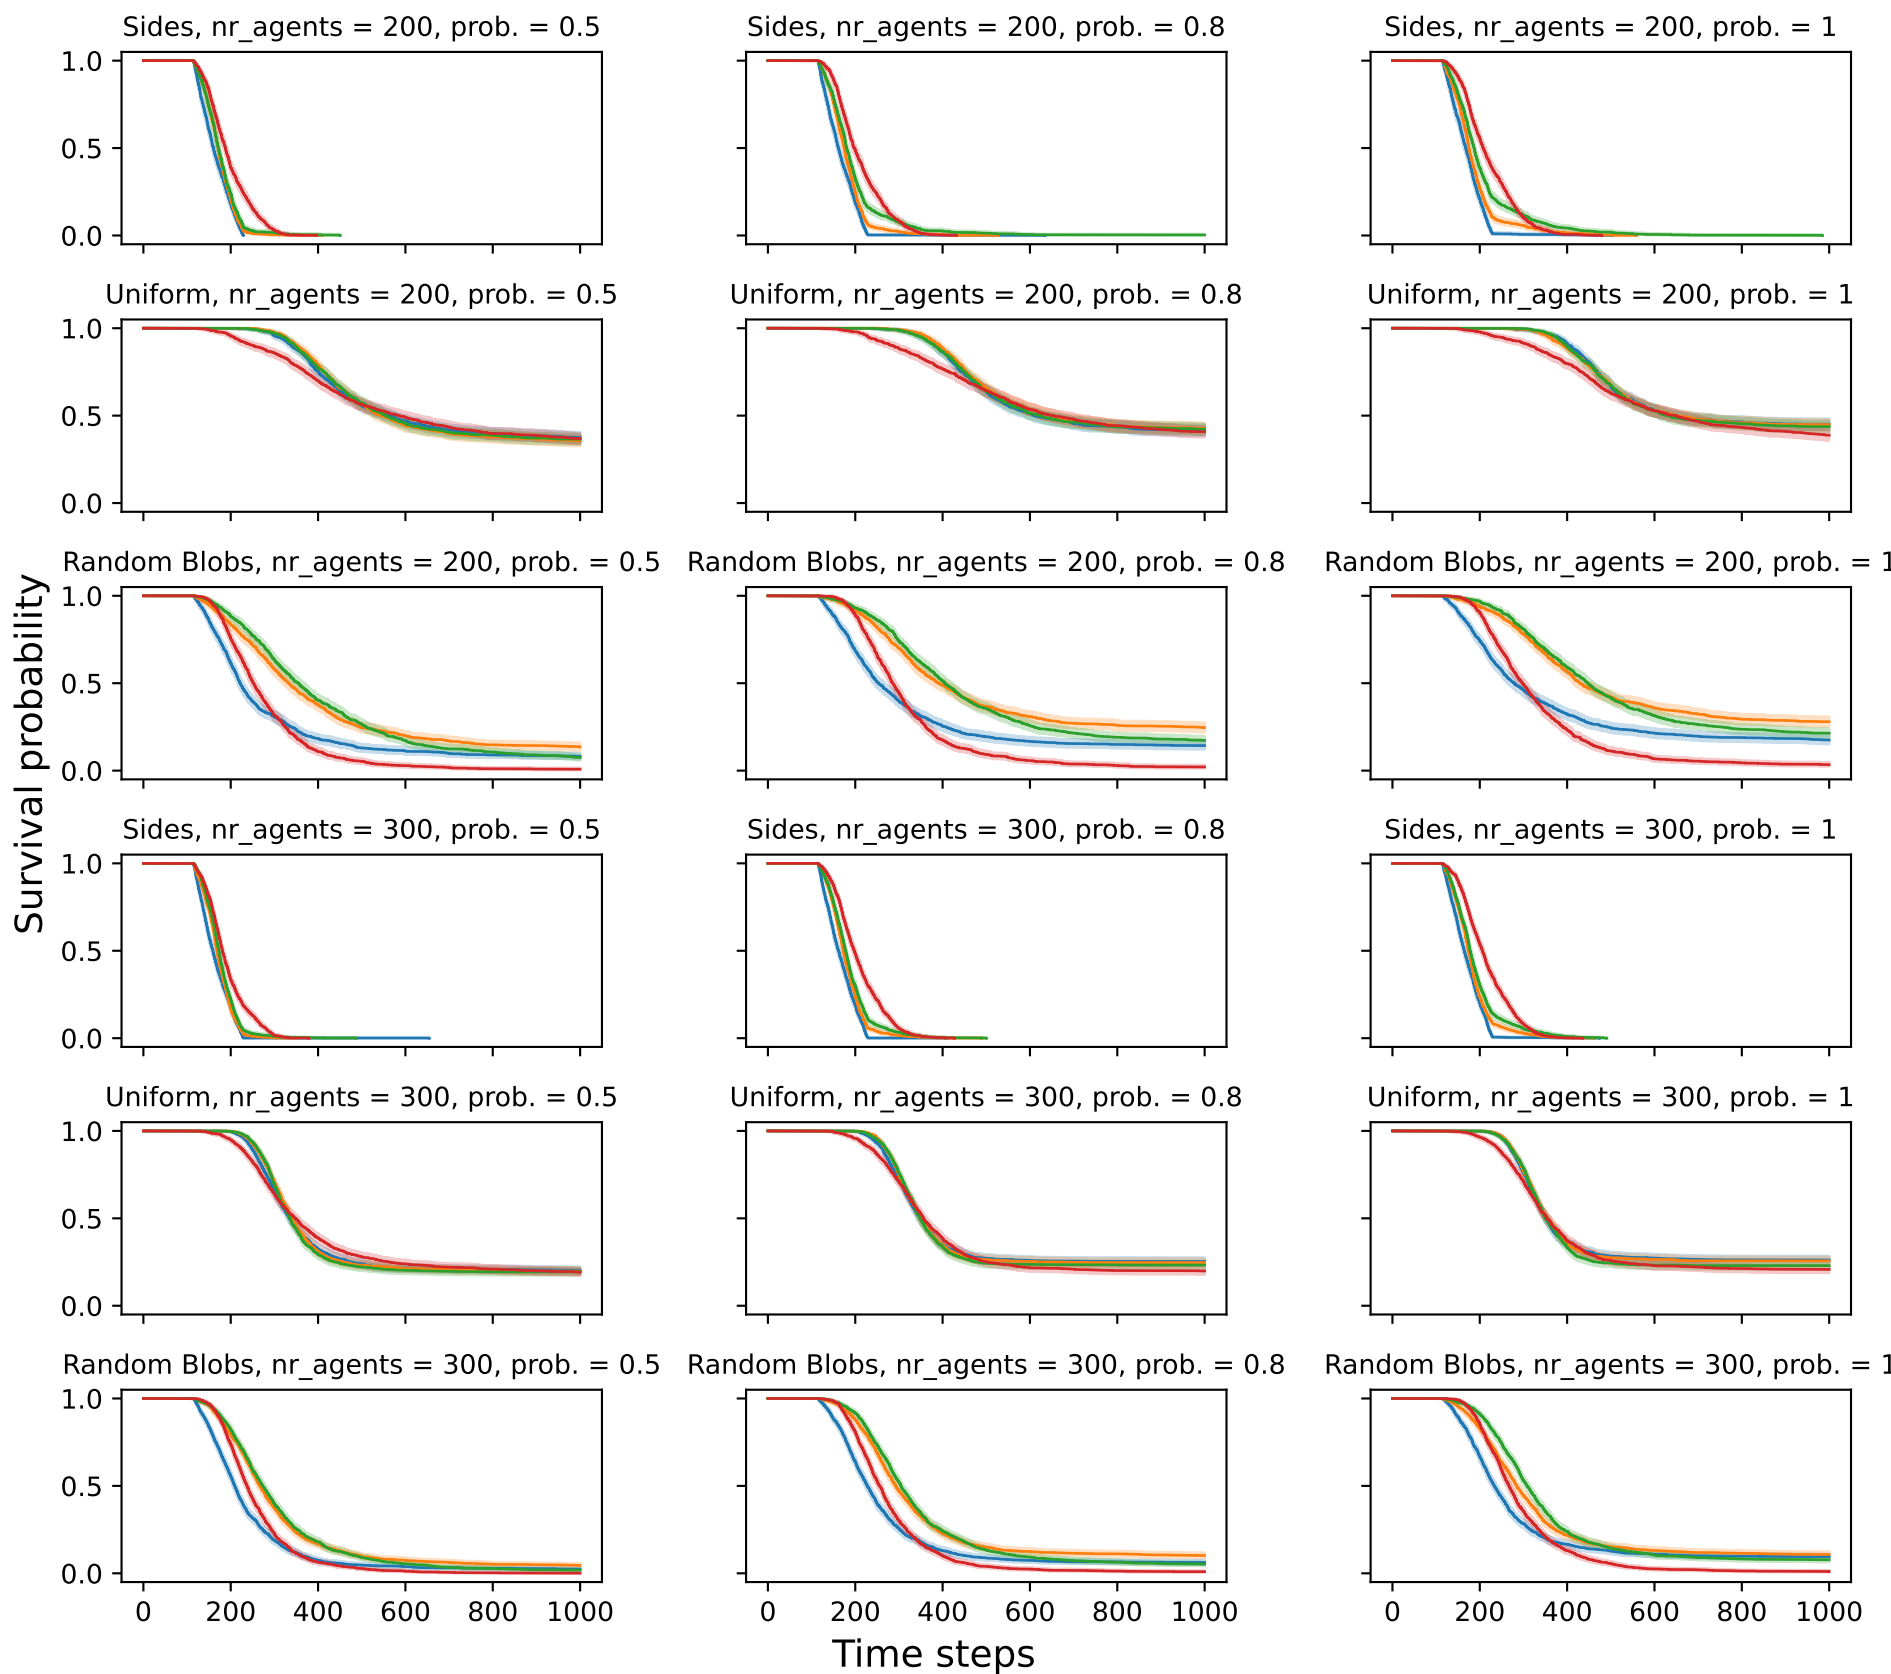 Sides, nr_agents = 200, prob. = 0.5
Sides, nr_agents = 200, prob. = 0.8
Sides, nr_agents = 200, prob. = 1
1.0
0.5
0.0
Uniform, nr_agents = 200, prob. = 0.5
Uniform, nr_agents = 200, prob. = 0.8
Uniform, nr_agents = 200, prob. = 1
1.0
0.5
0.0
Random Blobs, nr_agents = 200, prob. = 0.5
Random Blobs, nr_agents = 200, prob. = 0.8
Random Blobs, nr_agents = 200, prob. = 1
1.0
0.5
0.0
Survival probability
Sides, nr_agents = 300, prob. = 0.5
Sides, nr_agents = 300, prob. = 0.8
Sides, nr_agents = 300, prob. = 1
1.0
0.5
0.0
Uniform, nr_agents = 300, prob. = 0.5
Uniform, nr_agents = 300, prob. = 0.8
Uniform, nr_agents = 300, prob. = 1
1.0
0.5
0.0
Random Blobs, nr_agents = 300, prob. = 0.5
Random Blobs, nr_agents = 300, prob. = 0.8
Random Blobs, nr_agents = 300, prob. = 1
1.0
0.5
0.0
0 200 400 600 800 1000
0 200 400 600 800 1000
0 200 400 600 800 1000
Time steps